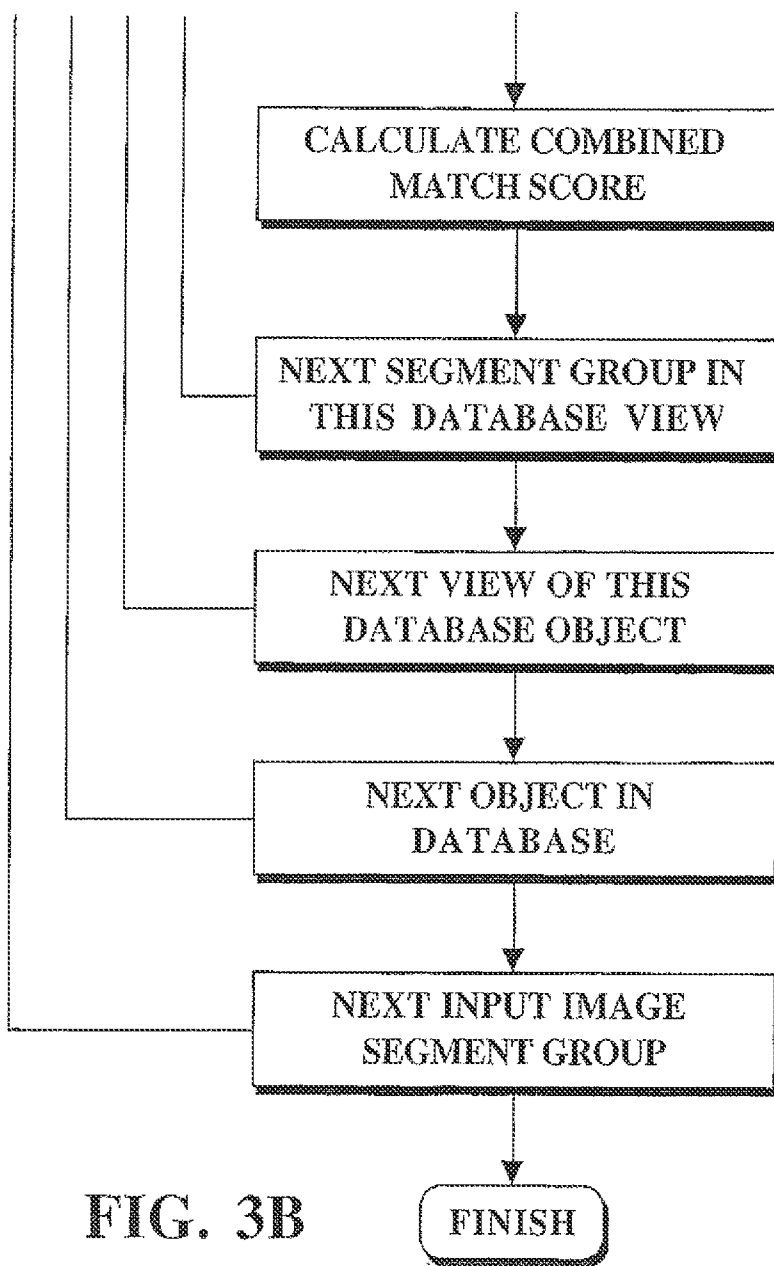 CALCULATE COMBINED
MATCH SCORE
NEXT SEGMENT GROUP IN
THIS DATABASE VIEW
NEXT VIEW OF THIS
DATABASE OBJECT
NEXT OBJECT IN
DATABASE
NEXT INPUT IMAGE
SEGMENT GROUP
FIG. 3B
FINISH